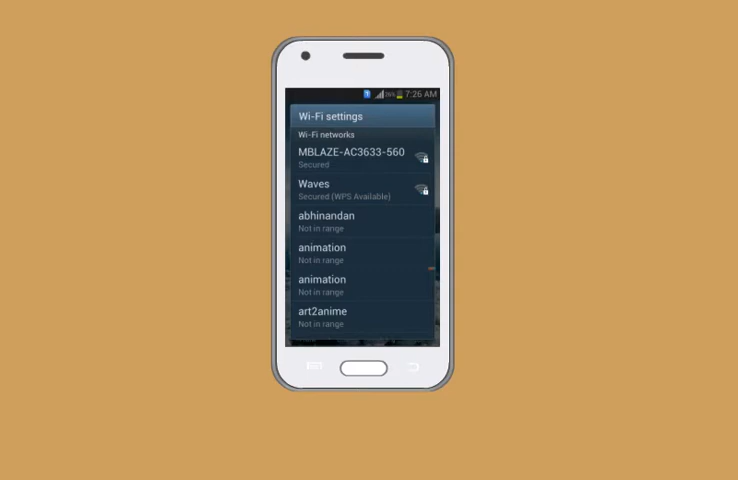 26% 7:26 AM
Wi-Fi settings
Wi-Fi networks
MBLAZE-AC3633-560
Secured
Waves
Secured (WPS Available)
abhinandan
Not in range
animation
Not in range
animation
Not in range
art2anime
Not in range